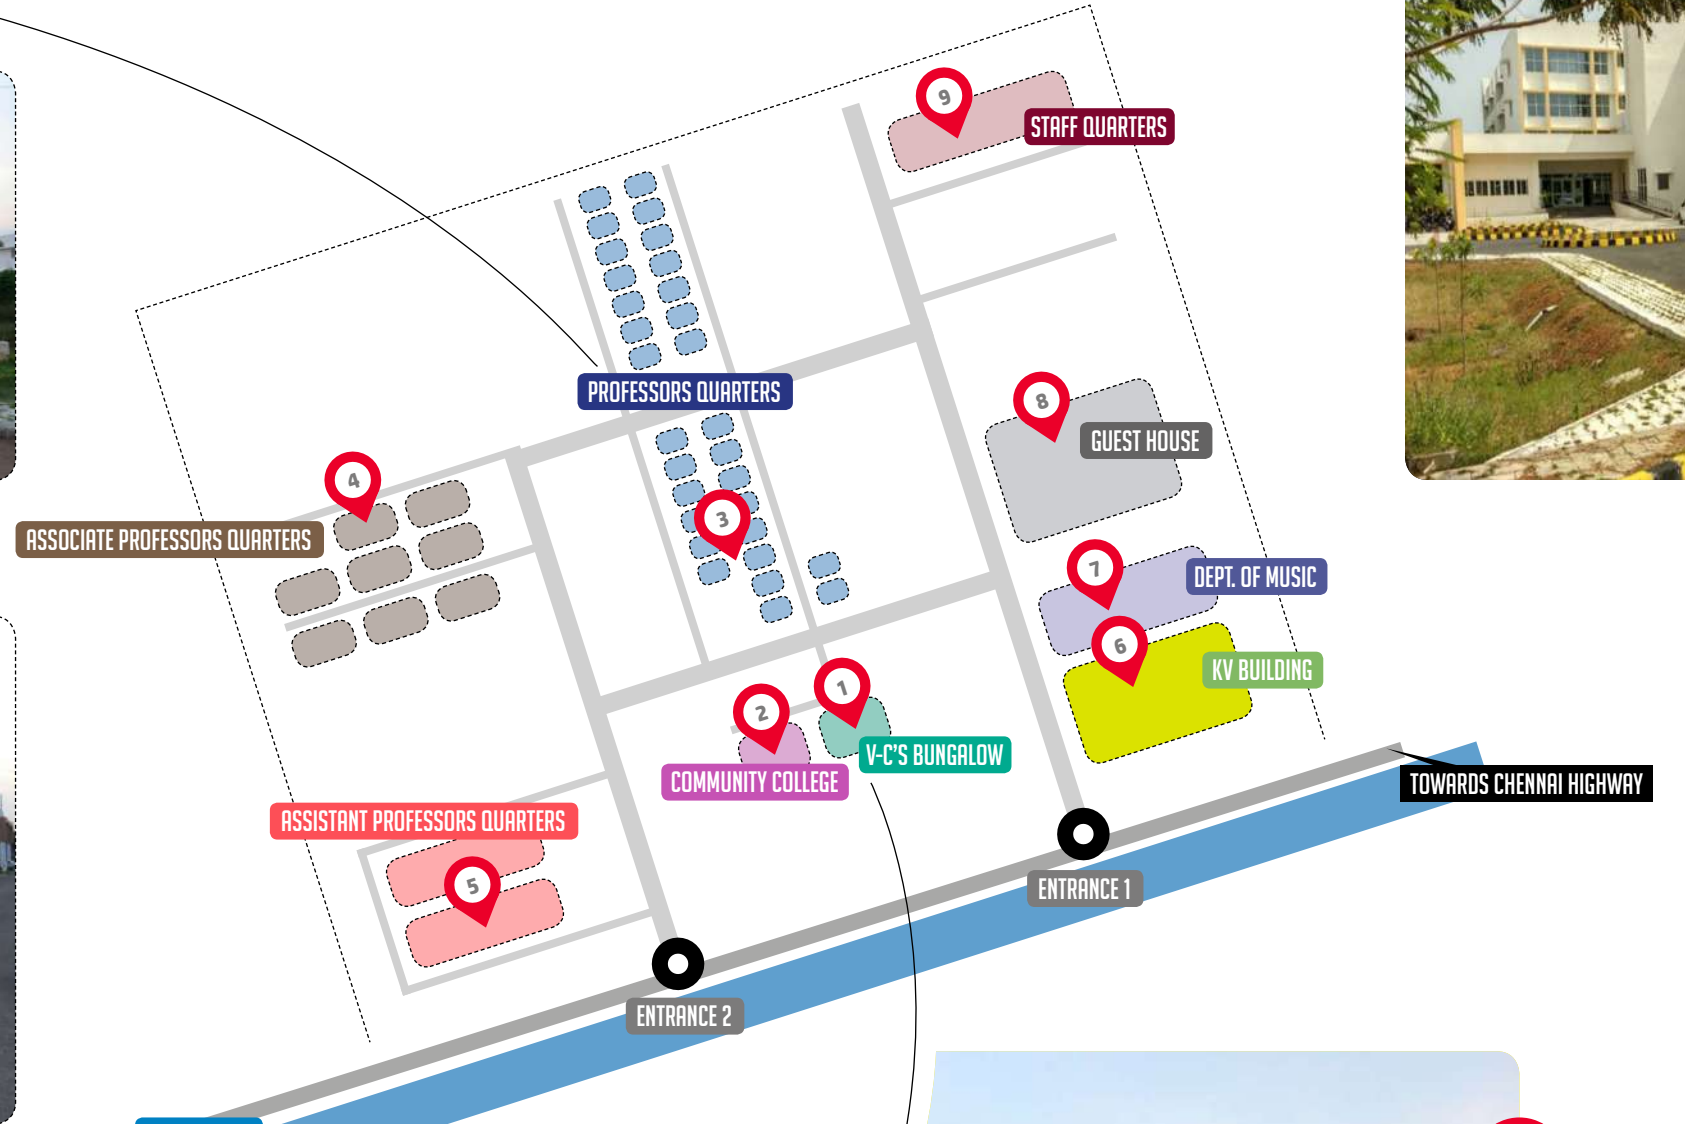 9
STAFF QUARTERS
PROFESSORS QUARTERS
8
GUEST HOUSE
4
ASSOCIATE PROFESSORS QUARTERS
3
7
DEPT. OF MUSIC
6
KV BUILDING
1
2
V-C'S BUNGALOW
COMMUNITY COLLEGE
TOWARDS CHENNAI HIGHWAY
ASSISTANT PROFESSORS QUARTERS
5
ENTRANCE 1
ENTRANCE 2